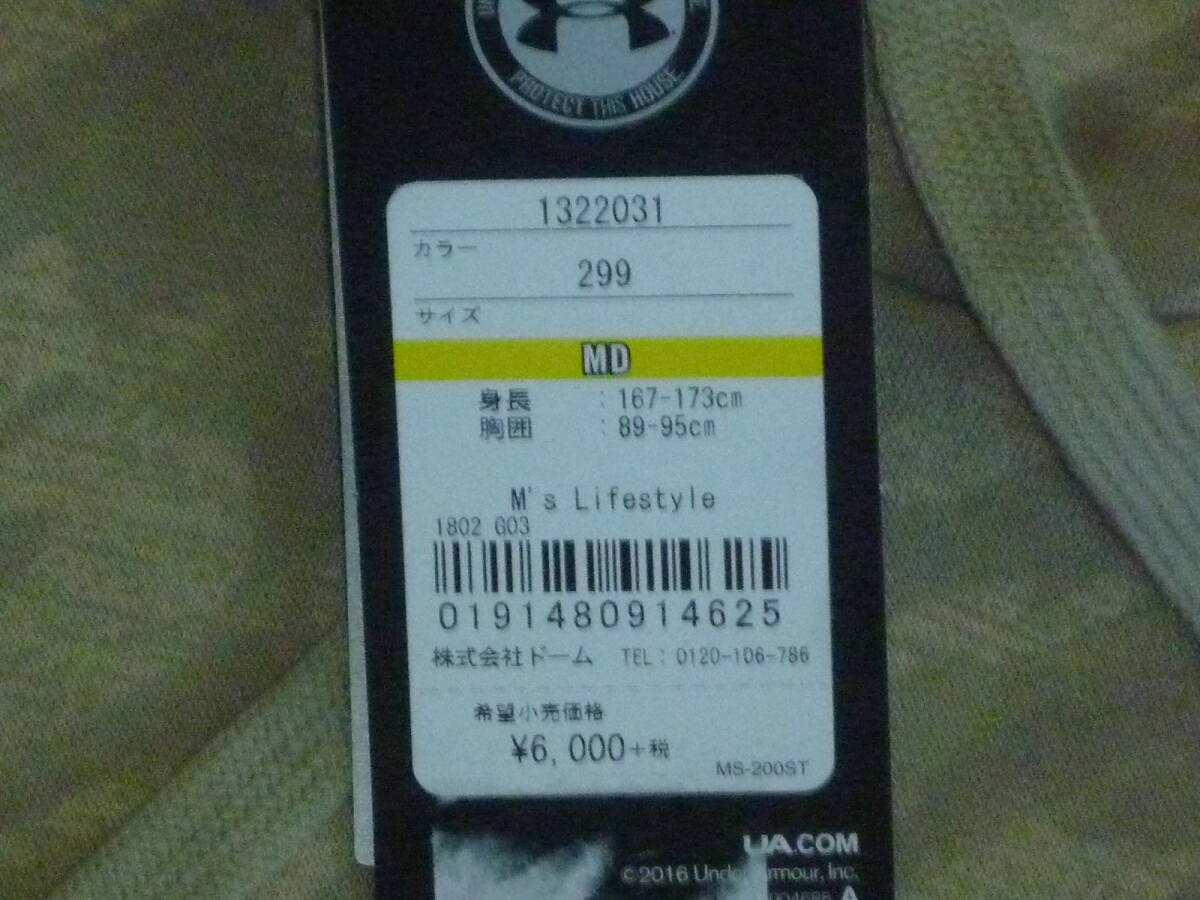 PROTECT THIS HOUSE
1322031
カラー
299
サイズ
MD
身長 : 167-173cm
胸囲 : 89-95cm
M's Lifestyle
1802 G03
0191480914625
株式会社ドーム TEL: 0120-106-786
希望小売価格
¥6,000+税
MS-200ST
UA.COM
©2016 Under Armour, Inc.
A